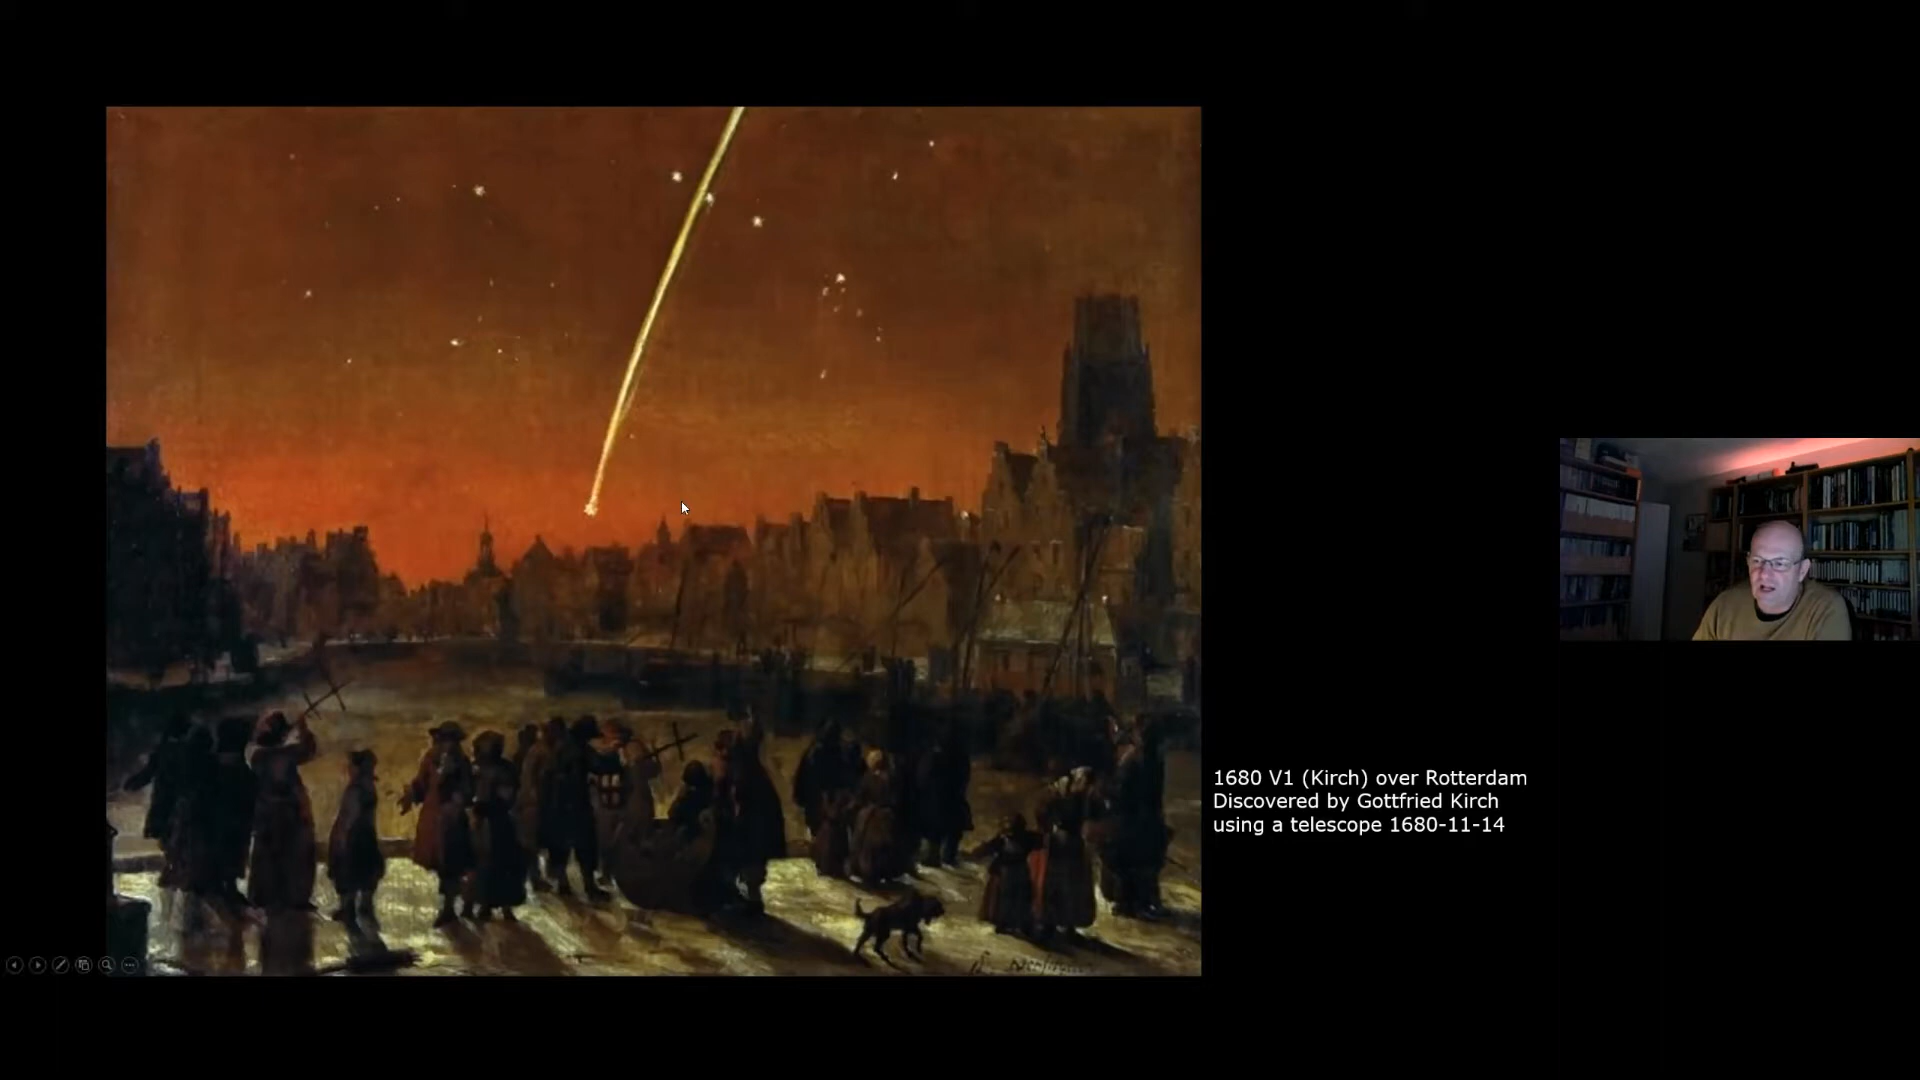 1680 V1 (Kirch) over Rotterdam
Discovered by Gottfried Kirch
using a telescope 1680-11-14